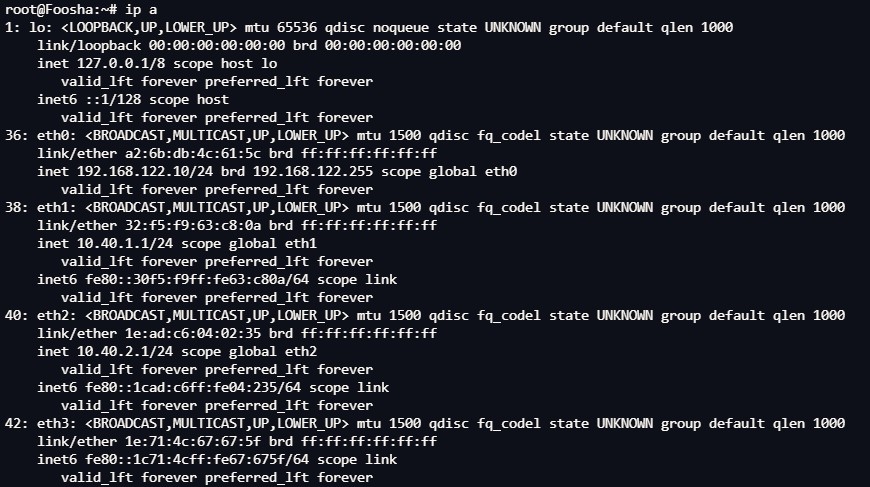 root@Foosha:~# ip a
1: lo: <LOOPBACK,UP,LOWER_UP> mtu 65536 qdisc noqueue state UNKNOWN group default qlen 1000
    link/loopback 00:00:00:00:00:00 brd 00:00:00:00:00:00
    inet 127.0.0.1/8 scope host lo
       valid_lft forever preferred_lft forever
    inet6 ::1/128 scope host
       valid_lft forever preferred_lft forever
36: eth0: <BROADCAST,MULTICAST,UP,LOWER_UP> mtu 1500 qdisc fq_codel state UNKNOWN group default qlen 1000
    link/ether a2:6b:db:4c:61:5c brd ff:ff:ff:ff:ff:ff
    inet 192.168.122.10/24 brd 192.168.122.255 scope global eth0
       valid_lft forever preferred_lft forever
38: eth1: <BROADCAST,MULTICAST,UP,LOWER_UP> mtu 1500 qdisc fq_codel state UNKNOWN group default qlen 1000
    link/ether 32:f5:f9:63:c8:0a brd ff:ff:ff:ff:ff:ff
    inet 10.40.1.1/24 scope global eth1
       valid_lft forever preferred_lft forever
    inet6 fe80::30f5:f9ff:fe63:c80a/64 scope link
       valid_lft forever preferred_lft forever
40: eth2: <BROADCAST,MULTICAST,UP,LOWER_UP> mtu 1500 qdisc fq_codel state UNKNOWN group default qlen 1000
    link/ether 1e:ad:c6:04:02:35 brd ff:ff:ff:ff:ff:ff
    inet 10.40.2.1/24 scope global eth2
       valid_lft forever preferred_lft forever
    inet6 fe80::1cad:c6ff:fe04:235/64 scope link
       valid_lft forever preferred_lft forever
42: eth3: <BROADCAST,MULTICAST,UP,LOWER_UP> mtu 1500 qdisc fq_codel state UNKNOWN group default qlen 1000
    link/ether 1e:71:4c:67:67:5f brd ff:ff:ff:ff:ff:ff
    inet6 fe80::1c71:4cff:fe67:675f/64 scope link
       valid_lft forever preferred_lft forever